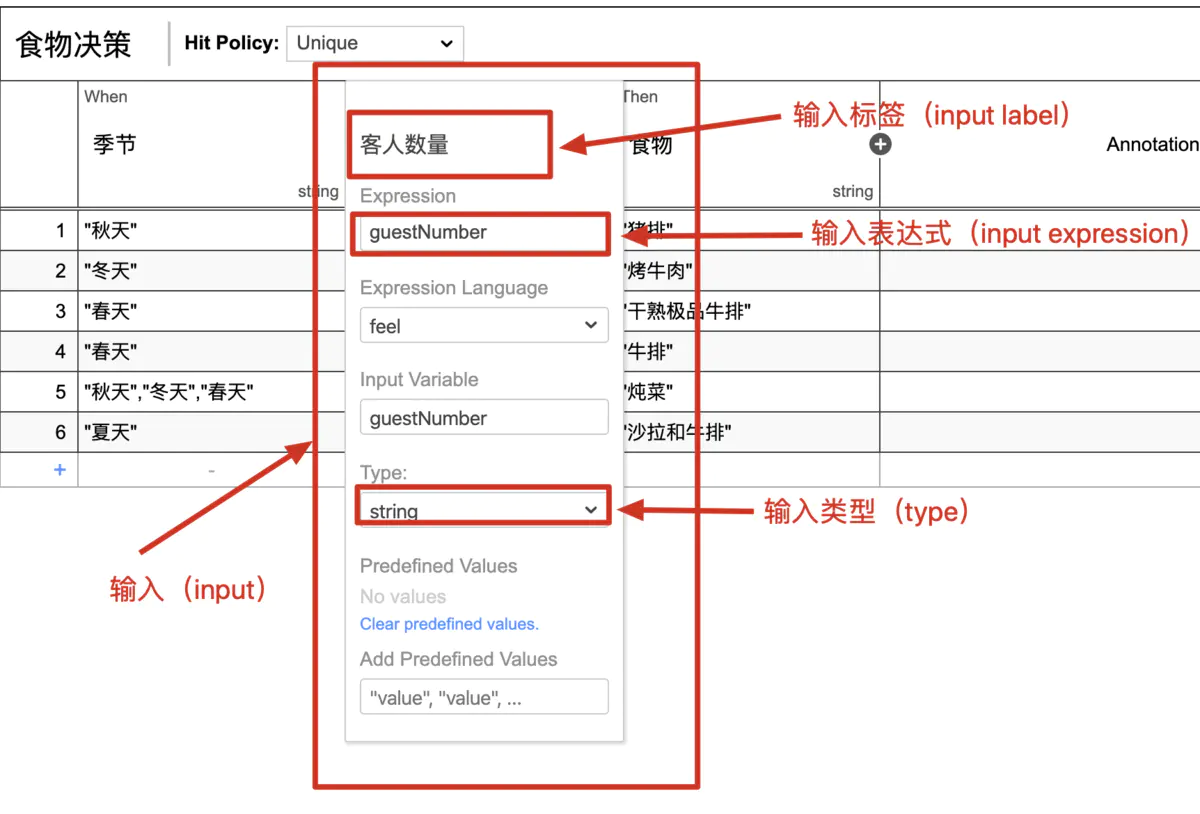 食物决策
Hit Policy: Unique
When
Then
输入标签（input label）
季节
客人数量
食物
Annotation
string
string
Expression
1 "秋天"
guestNumber
"猪排"
输入表达式（input expression）
2 "冬天"
"烤牛肉"
Expression Language
3 "春天"
feel
"干熟极品牛排"
4 "春天"
"牛排"
Input Variable
5 "秋天","冬天","春天"
guestNumber
"炖菜"
6 "夏天"
"沙拉和牛排"
+ -
Type:
string
输入类型（type）
输入（input）
Predefined Values
No values
Clear predefined values.
Add Predefined Values
"value", "value", ...